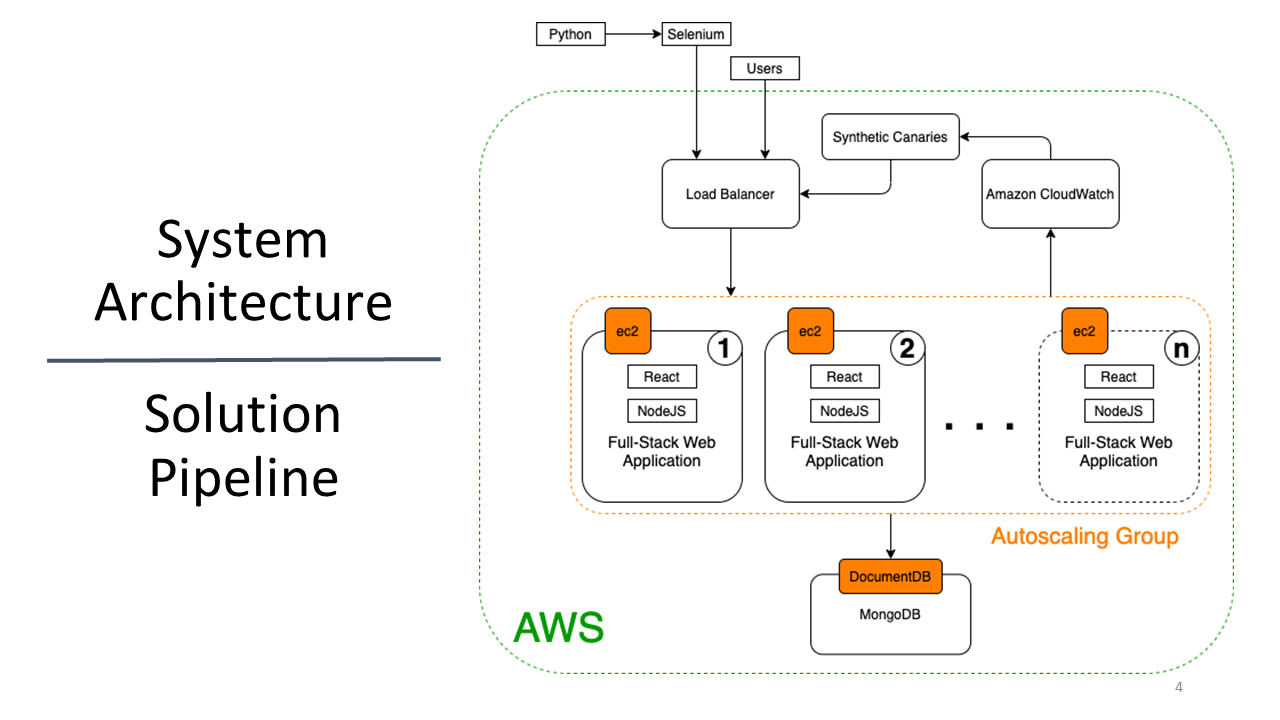 System
Architecture
Solution
Pipeline
Python
Selenium
Users
Synthetic Canaries
Load Balancer
Amazon CloudWatch
ec2
1
React
NodeJS
Full-Stack Web
Application
ec2
2
React
NodeJS
Full-Stack Web
Application
. . .
ec2
n
React
NodeJS
Full-Stack Web
Application
Autoscaling Group
DocumentDB
MongoDB
AWS
4